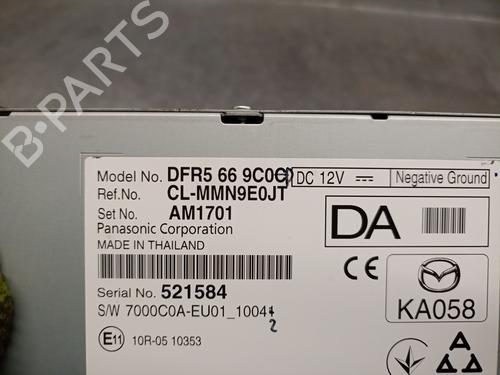 B-PARTS
Model No. DFR5 66 9C0C DC 12V Negative Ground
Ref.No. CL-MMN9E0JT
Set No. AM1701
Panasonic Corporation
MADE IN THAILAND
DA
CE
KA058
Serial No. 521584
S/W 7000C0A-EU01_1004
2
E11 10R-05 10353